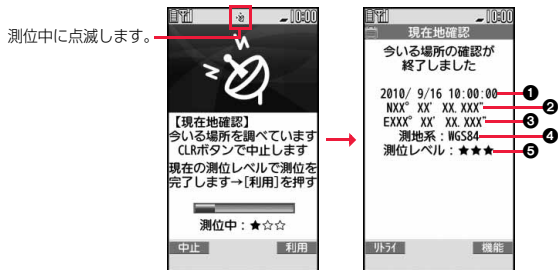 測位中に点滅します。
10:00
【現在地確認】
今いる場所を調べています
CLRボタンで中止します
現在の測位レベルで測位を
完了します→[利用]を押す
測位中：★☆☆
中止 利用
10:00
現在地確認
今いる場所の確認が
終了しました
2010/ 9/16 10:00:00 ❶
NXX° XX' XX.XXX" ❷
EXXX° XX' XX.XXX" ❸
測地系：WGS84 ❹
測位レベル：★★★ ❺
ﾘﾄﾗｲ 機能